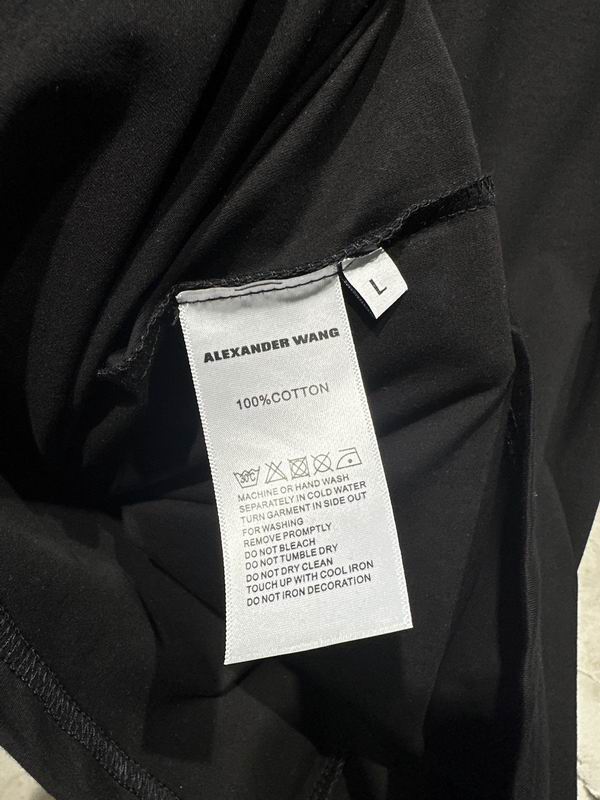 L
ALEXANDER WANG
100%COTTON
30℃
MACHINE OR HAND WASH
SEPARATELY IN COLD WATER
TURN GARMENT IN SIDE OUT
FOR WASHING
REMOVE PROMPTLY
DO NOT BLEACH
DO NOT TUMBLE DRY
DO NOT DRY CLEAN
TOUCH UP WITH COOL IRON
DO NOT IRON DECORATION